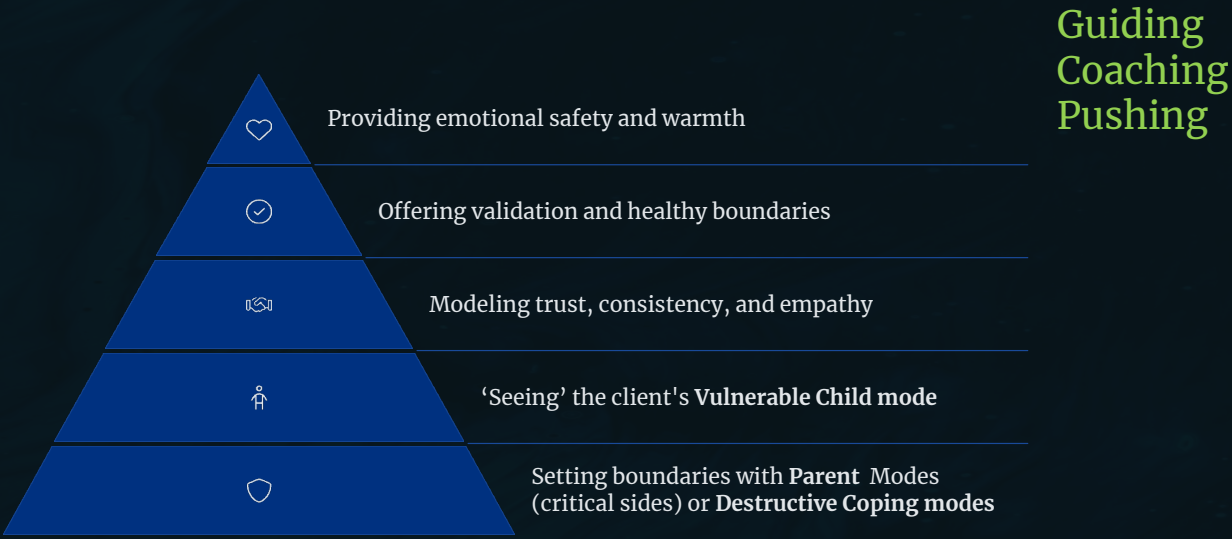 Guiding
Coaching
Pushing
Providing emotional safety and warmth
Offering validation and healthy boundaries
Modeling trust, consistency, and empathy
‘Seeing’ the client's Vulnerable Child mode
Setting boundaries with Parent  Modes
(critical sides) or Destructive Coping modes